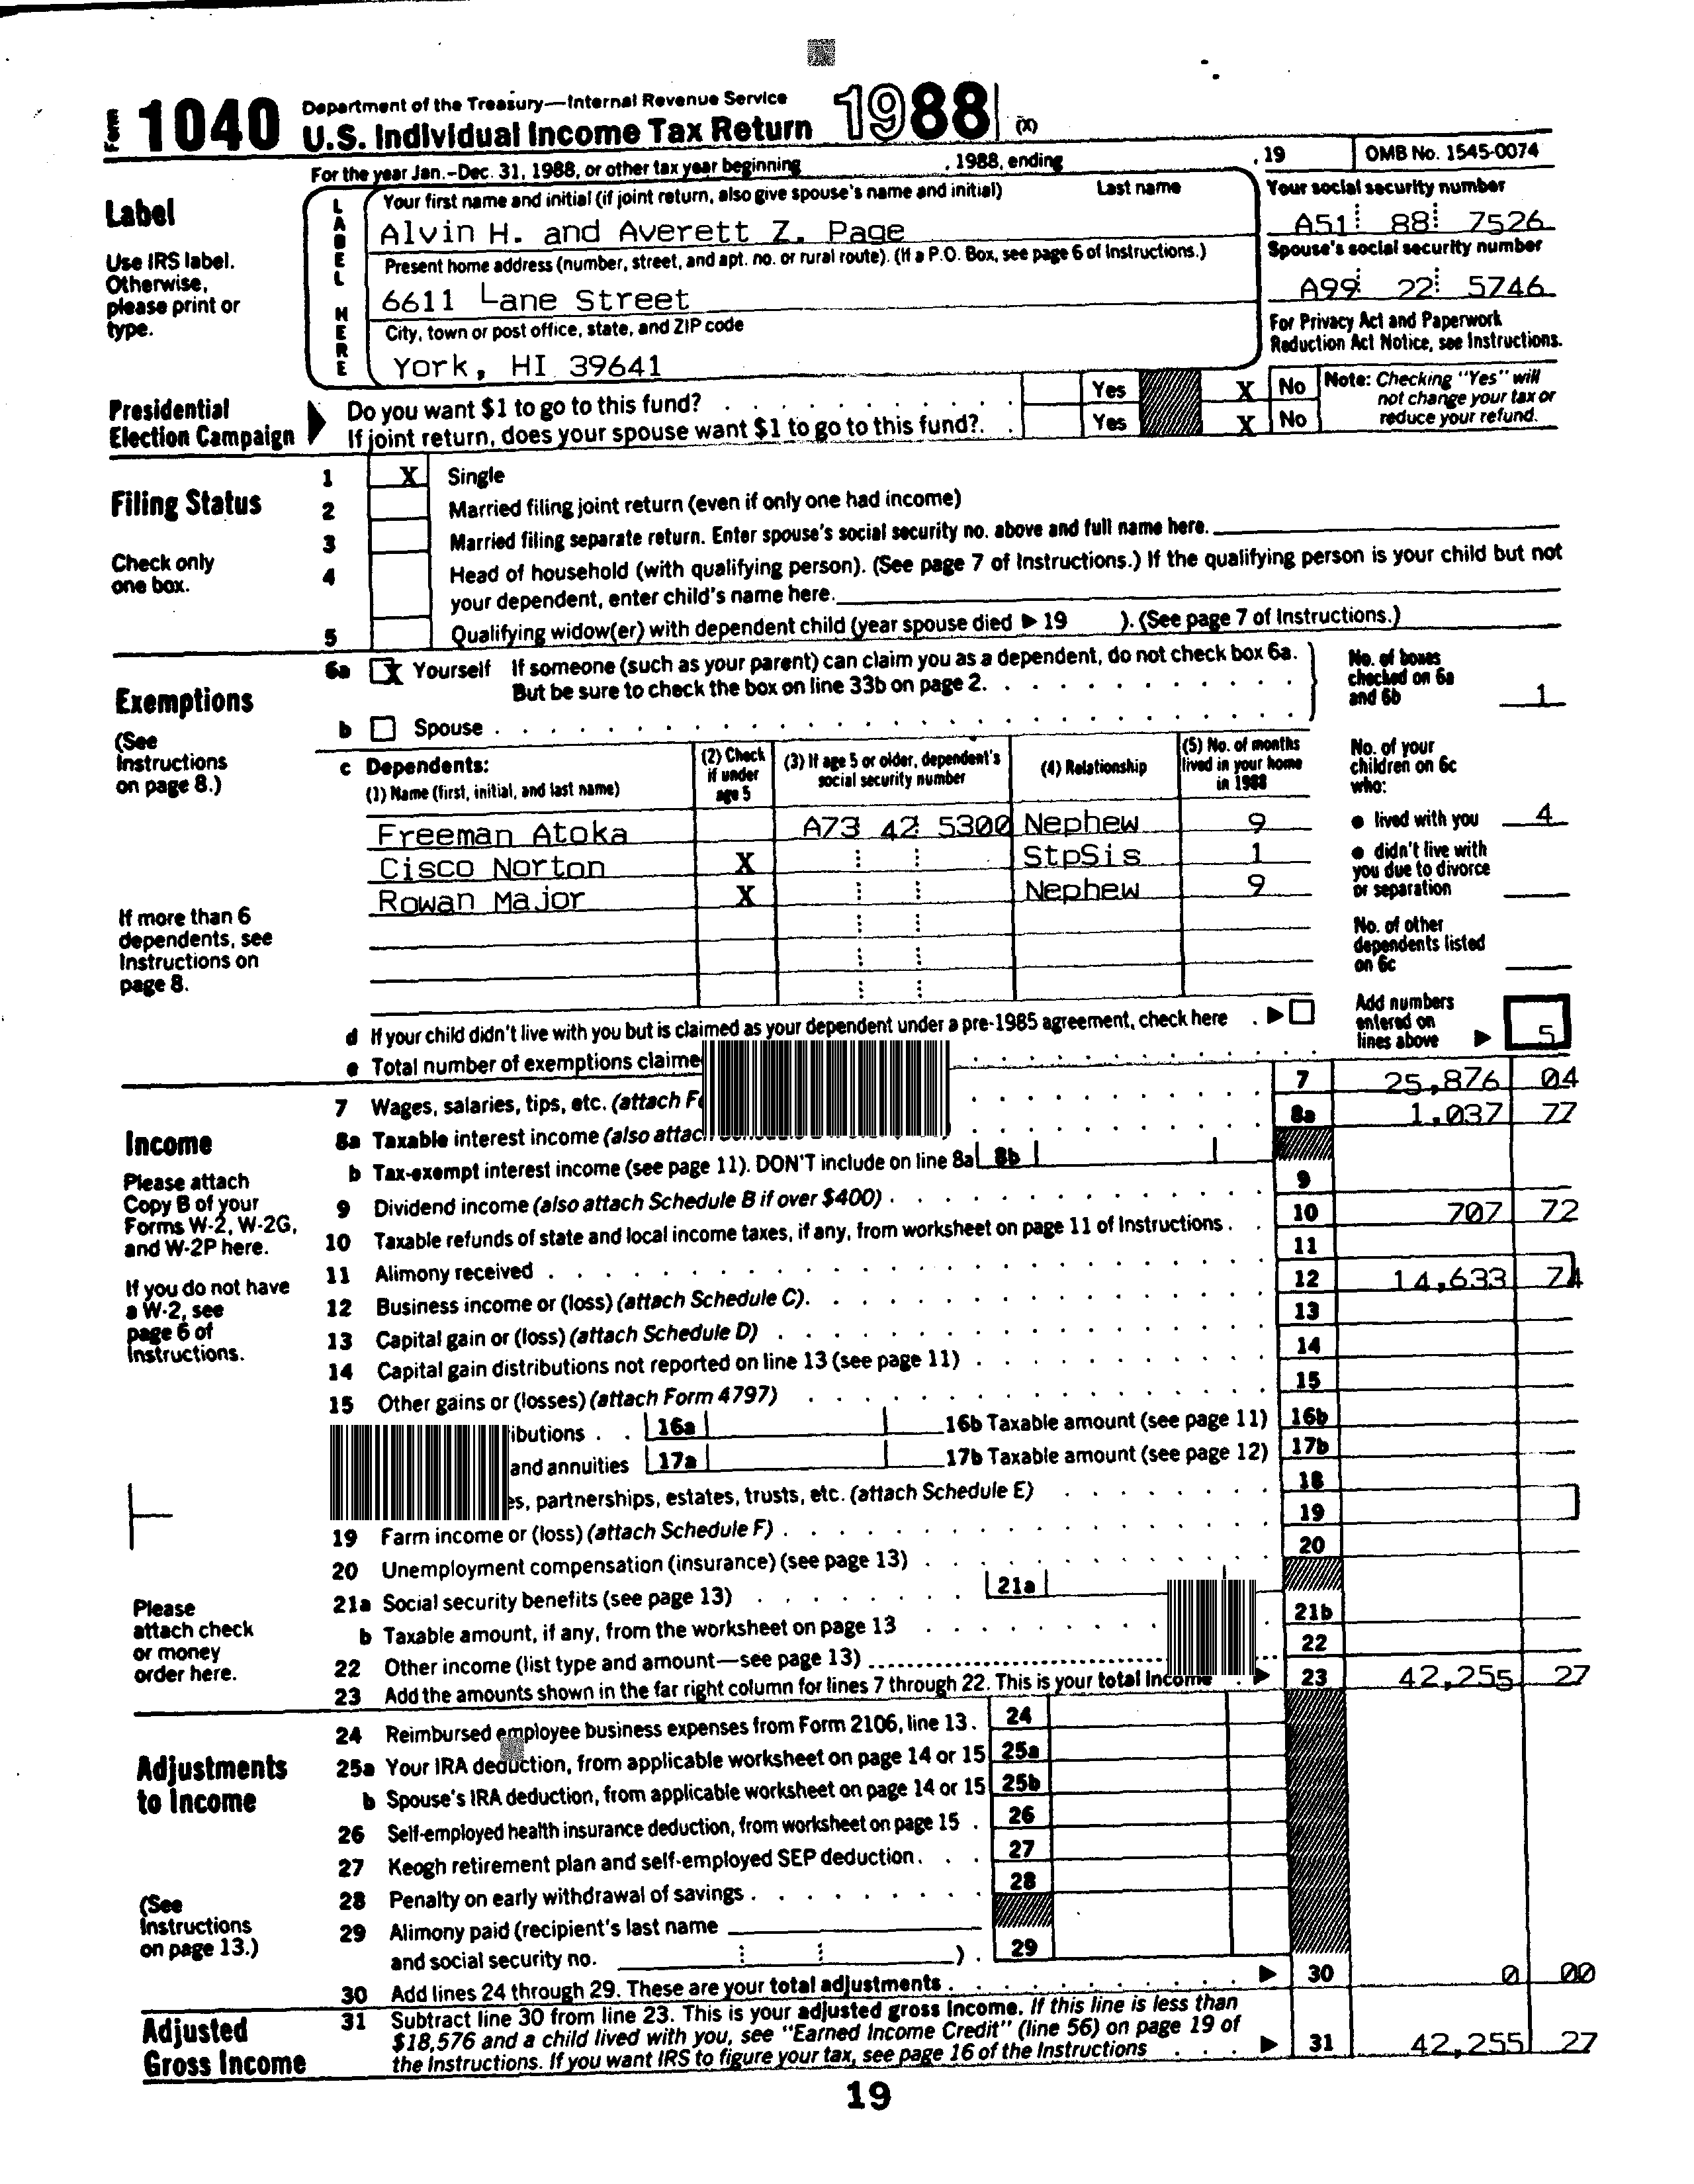 Form 1040 Department of the Treasury—Internal Revenue Service
U.S. Individual Income Tax Return 1988 (X)
For the year Jan.-Dec. 31, 1988, or other tax year beginning , 1988, ending , 19 OMB No. 1545-0074
Label
Use IRS label.
Otherwise,
please print or
type.
LABEL HERE
Your first name and initial (if joint return, also give spouse's name and initial) Last name
Alvin H. and Averett Z. Page
Present home address (number, street, and apt. no. or rural route). (If a P.O. Box, see page 6 of Instructions.)
6611 Lane Street
City, town or post office, state, and ZIP code
York, HI 39641
Your social security number
A51 88 7526
Spouse's social security number
A99 22 5746
For Privacy Act and Paperwork
Reduction Act Notice, see Instructions.
Presidential
Election Campaign
Do you want $1 to go to this fund? Yes X No
If joint return, does your spouse want $1 to go to this fund?. Yes X No
Note: Checking "Yes" will
not change your tax or
reduce your refund.
Filing Status
Check only
one box.
1 X Single
2 Married filing joint return (even if only one had income)
3 Married filing separate return. Enter spouse's social security no. above and full name here.
4 Head of household (with qualifying person). (See page 7 of Instructions.) If the qualifying person is your child but not
your dependent, enter child's name here.
5 Qualifying widow(er) with dependent child (year spouse died ▶ 19 ). (See page 7 of Instructions.)
Exemptions
(See
Instructions
on page 8.)
If more than 6
dependents, see
Instructions on
page 8.
6a X Yourself If someone (such as your parent) can claim you as a dependent, do not check box 6a.
But be sure to check the box on line 33b on page 2.
b Spouse
No. of boxes
checked on 6a
and 6b 1
c Dependents:
(1) Name (first, initial, and last name)
(2) Check
if under
age 5
(3) If age 5 or older, dependent's
social security number
(4) Relationship
(5) No. of months
lived in your home
in 1988
Freeman Atoka A73 42 5300 Nephew 9
Cisco Norton X StpSis 1
Rowan Major X Nephew 9
No. of your
children on 6c
who:
● lived with you 4
● didn't live with
you due to divorce
or separation
No. of other
dependents listed
on 6c
Add numbers
entered on
lines above ▶ 5
d If your child didn't live with you but is claimed as your dependent under a pre-1985 agreement, check here . ▶
e Total number of exemptions claime
Income
Please attach
Copy B of your
Forms W-2, W-2G,
and W-2P here.
If you do not have
a W-2, see
page 6 of
Instructions.
Please
attach check
or money
order here.
7 Wages, salaries, tips, etc. (attach Fo 7 25,876 04
8a Taxable interest income (also attac 8a 1,037 77
b Tax-exempt interest income (see page 11). DON'T include on line 8a 8b
9 Dividend income (also attach Schedule B if over $400) 9
10 Taxable refunds of state and local income taxes, if any, from worksheet on page 11 of Instructions 10 707 72
11 Alimony received 11
12 Business income or (loss) (attach Schedule C). 12 14,633 74
13 Capital gain or (loss) (attach Schedule D) 13
14 Capital gain distributions not reported on line 13 (see page 11) 14
15 Other gains or (losses) (attach Form 4797) 15
ibutions 16a 16b Taxable amount (see page 11) 16b
and annuities 17a 17b Taxable amount (see page 12) 17b
es, partnerships, estates, trusts, etc. (attach Schedule E) 18
19 Farm income or (loss) (attach Schedule F) 19
20 Unemployment compensation (insurance) (see page 13) 20
21a Social security benefits (see page 13) 21a
b Taxable amount, if any, from the worksheet on page 13 21b
22 Other income (list type and amount—see page 13) 22
23 Add the amounts shown in the far right column for lines 7 through 22. This is your total income ▶ 23 42,255 27
Adjustments
to Income
(See
Instructions
on page 13.)
24 Reimbursed employee business expenses from Form 2106, line 13. 24
25a Your IRA deduction, from applicable worksheet on page 14 or 15 25a
b Spouse's IRA deduction, from applicable worksheet on page 14 or 15 25b
26 Self-employed health insurance deduction, from worksheet on page 15 26
27 Keogh retirement plan and self-employed SEP deduction. 27
28 Penalty on early withdrawal of savings 28
29 Alimony paid (recipient's last name
and social security no. ). 29
30 Add lines 24 through 29. These are your total adjustments ▶ 30 0 00
Adjusted
Gross Income
31 Subtract line 30 from line 23. This is your adjusted gross income. If this line is less than
$18,576 and a child lived with you, see "Earned Income Credit" (line 56) on page 19 of
the Instructions. If you want IRS to figure your tax, see page 16 of the Instructions ▶ 31 42,255 27
19